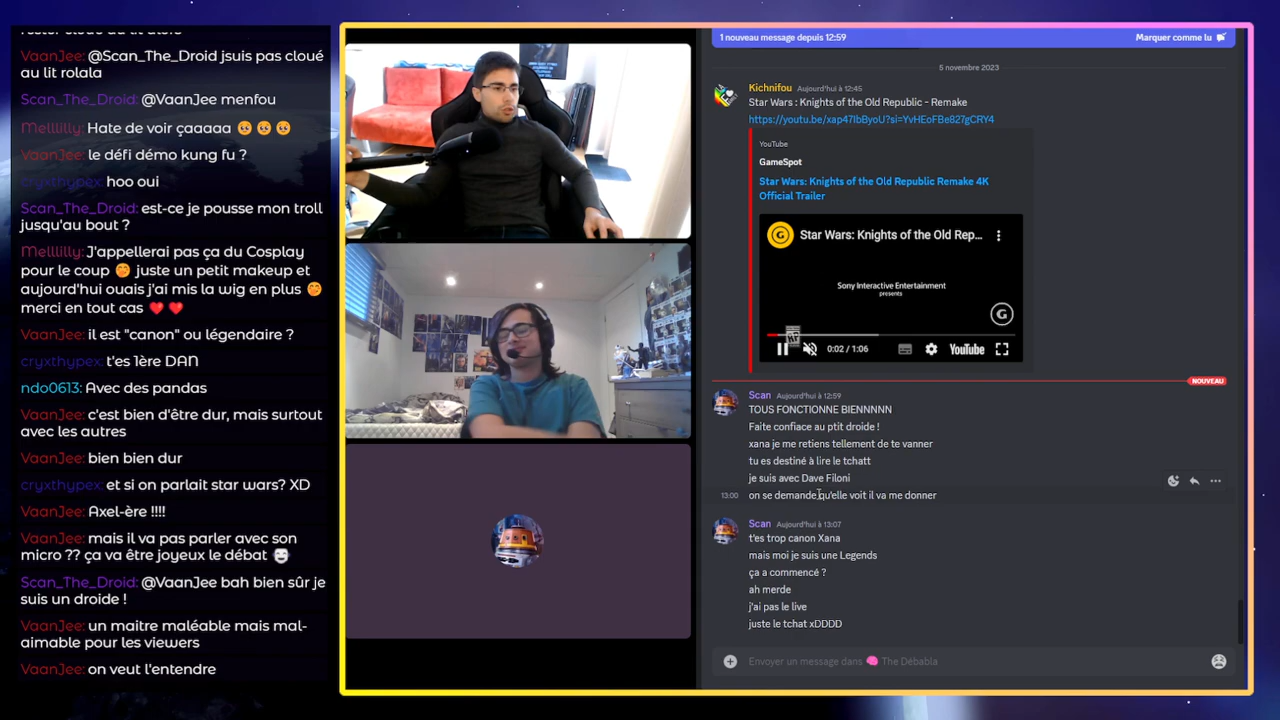 VaanJee: @Scan_The_Droid jsuis pas cloué
au lit rolala
Scan_The_Droid: @VaanJee menfou
Melllilly: Hate de voir çaaaaa 🥺 🥺 🥺
VaanJee: le défi démo kung fu ?
cryxthypex: hoo oui
Scan_The_Droid: est-ce je pousse mon troll
jusqu'au bout ?
Melllilly: J'appellerai pas ça du Cosplay
pour le coup 🤭 juste un petit makeup et
aujourd'hui ouais j'ai mis la wig en plus 🤭
merci en tout cas ❤️ ❤️
VaanJee: il est "canon" ou légendaire ?
cryxthypex: t'es 1ère DAN
ndo0613: Avec des pandas
VaanJee: c'est bien d'être dur, mais surtout
avec les autres
VaanJee: bien bien dur
cryxthypex: et si on parlait star wars? XD
VaanJee: Axel-ère !!!!
VaanJee: mais il va pas parler avec son
micro ?? ça va être joyeux le débat
Scan_The_Droid: @VaanJee bah bien sûr je
suis un droide !
VaanJee: un maitre maléable mais mal-
aimable pour les viewers
VaanJee: on veut l'entendre
1 nouveau message depuis 12:59
Marquer comme lu
5 novembre 2023
Kichnifou Aujourd'hui à 12:45
Star Wars : Knights of the Old Republic - Remake
https://youtu.be/xap47IbByoU?si=YvHEoFBe827gCRY4
YouTube
GameSpot
Star Wars: Knights of the Old Republic Remake 4K
Official Trailer
Star Wars: Knights of the Old Rep...
Sony Interactive Entertainment
presents
0:02 / 1:06
YouTube
NOUVEAU
Scan Aujourd'hui à 12:59
TOUS FONCTIONNE BIENNNNN
Faite confiace au ptit droide !
xana je me retiens tellement de te vanner
tu es destiné à lire le tchatt
je suis avec Dave Filoni
13:00 on se demande qu'elle voit il va me donner
Scan Aujourd'hui à 13:07
t'es trop canon Xana
mais moi je suis une Legends
ça a commencé ?
ah merde
j'ai pas le live
juste le tchat xDDDD
Envoyer un message dans 🧠 The Débabla